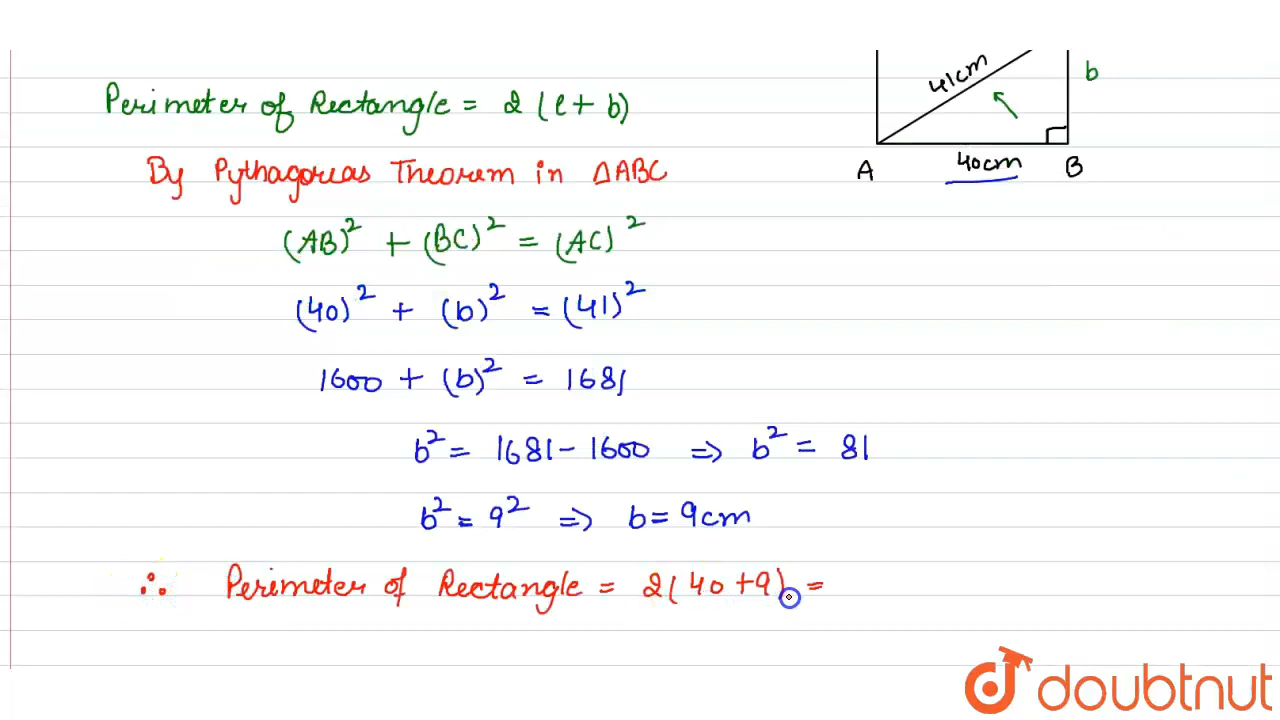 41cm
b
Perimeter of Rectangle = 2 (l + b)
A 40cm B
By Pythagoreas Theorem in ΔABC
(AB)² + (BC)² = (AC)²
(40)² + (b)² = (41)²
1600 + (b)² = 1681
b² = 1681 - 1600 => b² = 81
b² = 9² => b = 9cm
∴ Perimeter of Rectangle = 2(40+9) =
doubtnut